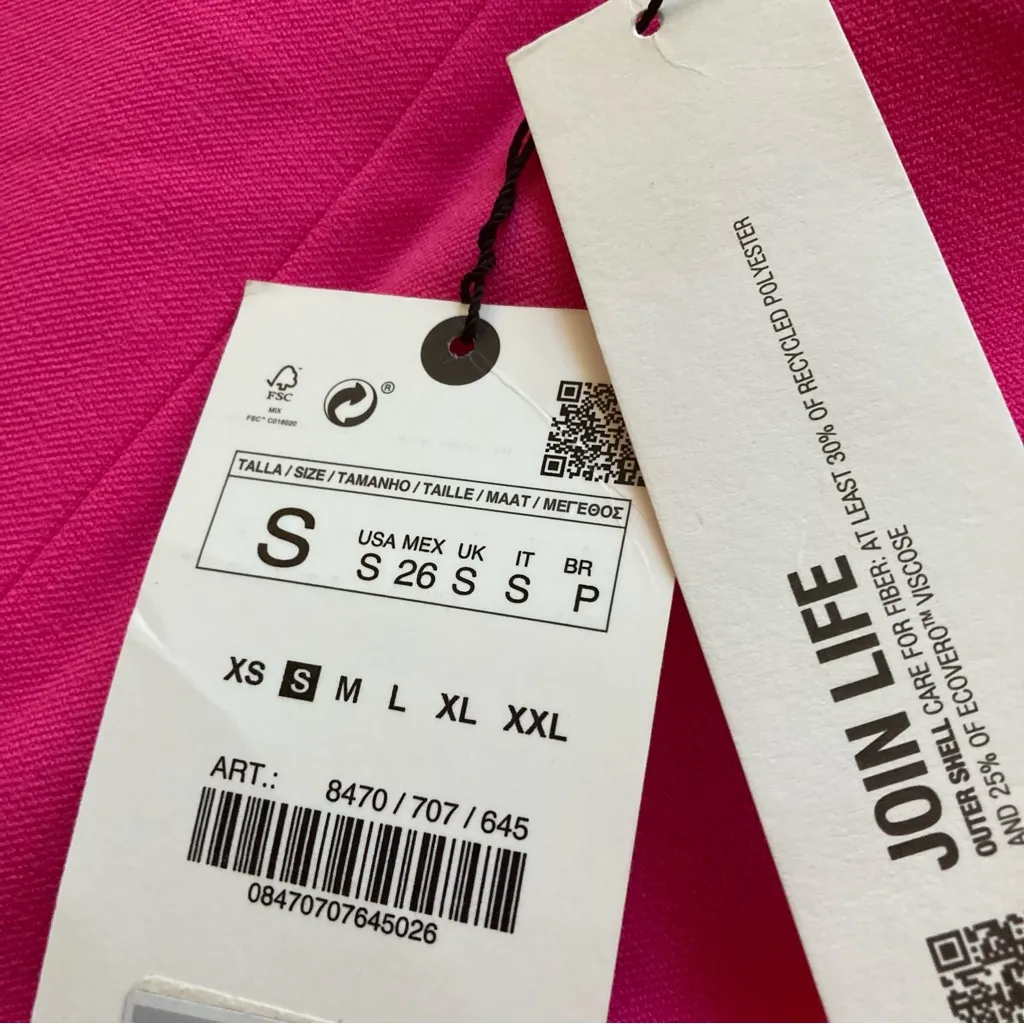 FSC™
MIX
FSC™ C016020
®
TALLA / SIZE / TAMANHO / TAILLE / MAAT / ΜΕΓΕΘΟΣ
S
USA MEX UK IT BR
S 26 S S P
XS S M L XL XXL
ART.: 8470 / 707 / 645
08470707645026
JOIN LIFE
OUTER SHELL CARE FOR FIBER: AT LEAST 30% OF RECYCLED POLYESTER
AND 25% OF ECOVERO™ VISCOSE